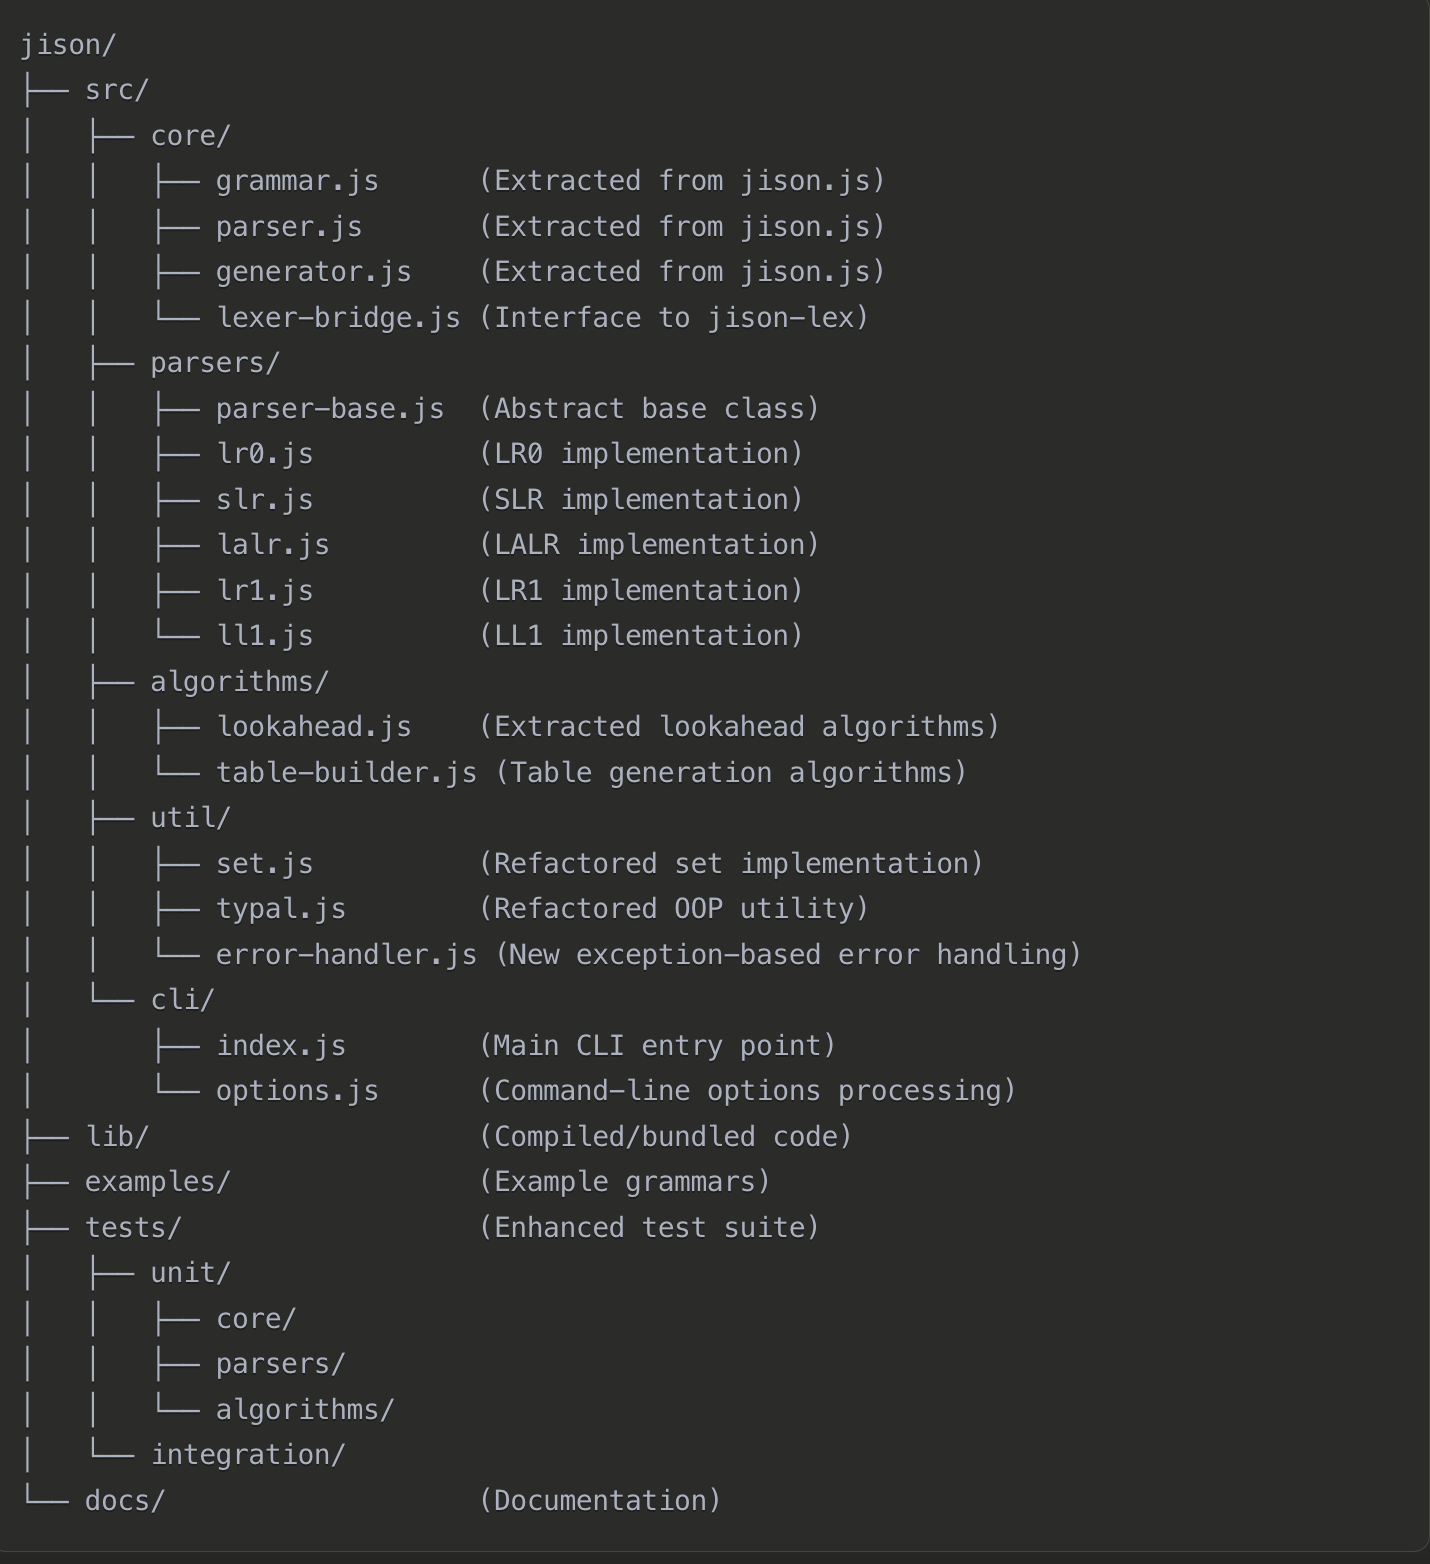 jison/
├── src/
│   ├── core/
│   │   ├── grammar.js      (Extracted from jison.js)
│   │   ├── parser.js       (Extracted from jison.js)
│   │   ├── generator.js    (Extracted from jison.js)
│   │   └── lexer-bridge.js (Interface to jison-lex)
│   ├── parsers/
│   │   ├── parser-base.js  (Abstract base class)
│   │   ├── lr0.js          (LR0 implementation)
│   │   ├── slr.js          (SLR implementation)
│   │   ├── lalr.js         (LALR implementation)
│   │   ├── lr1.js          (LR1 implementation)
│   │   └── ll1.js          (LL1 implementation)
│   ├── algorithms/
│   │   ├── lookahead.js    (Extracted lookahead algorithms)
│   │   └── table-builder.js (Table generation algorithms)
│   ├── util/
│   │   ├── set.js          (Refactored set implementation)
│   │   ├── typal.js        (Refactored OOP utility)
│   │   └── error-handler.js (New exception-based error handling)
│   └── cli/
│       ├── index.js        (Main CLI entry point)
│       └── options.js      (Command-line options processing)
├── lib/                    (Compiled/bundled code)
├── examples/               (Example grammars)
├── tests/                  (Enhanced test suite)
│   ├── unit/
│   │   ├── core/
│   │   ├── parsers/
│   │   └── algorithms/
│   └── integration/
└── docs/                   (Documentation)